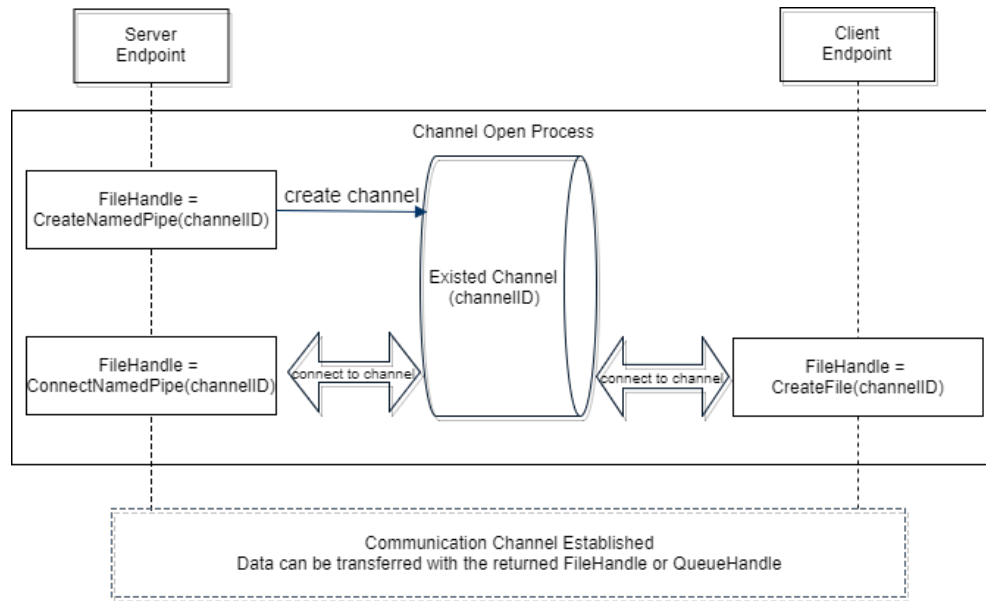 Server
Endpoint
Client
Endpoint
Channel Open Process
FileHandle =
CreateNamedPipe(channelID)
create channel
Existed Channel
(channelID)
FileHandle =
ConnectNamedPipe(channelID)
connect to channel
connect to channel
FileHandle =
CreateFile(channelID)
Communication Channel Established
Data can be transferred with the returned FileHandle or QueueHandle